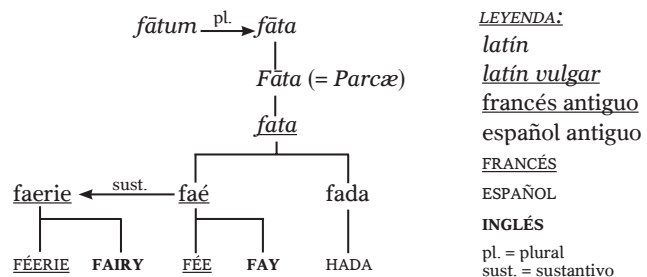 fātum pl. fāta
Fāta (= Parcæ)
fata
faerie sust. faé fada
FÉERIE FAIRY FÉE FAY HADA
LEYENDA:
latín
latín vulgar
francés antiguo
español antiguo
FRANCÉS
ESPAÑOL
INGLÉS
pl. = plural
sust. = sustantivo